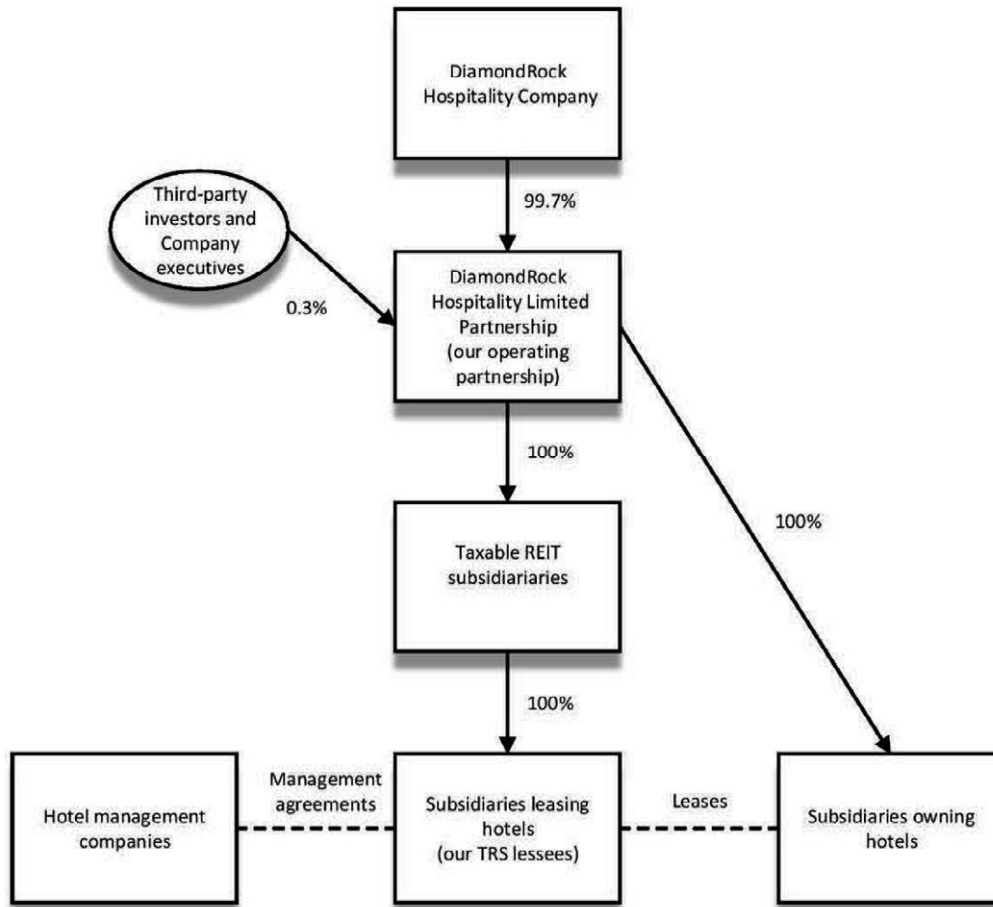 DiamondRock
Hospitality Company
99.7%
Third-party
investors and
Company
executives
0.3%
DiamondRock
Hospitality Limited
Partnership
(our operating
partnership)
100%
100%
Taxable REIT
subsidiariaries
100%
Hotel management
companies
Management
agreements
Subsidiaries leasing
hotels
(our TRS lessees)
Leases
Subsidiaries owning
hotels